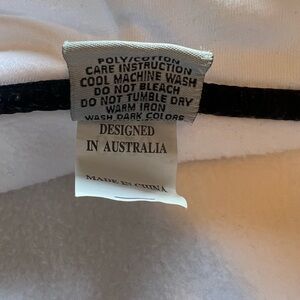 POLY/COTTON
CARE INSTRUCTION
COOL MACHINE WASH
DO NOT BLEACH
DO NOT TUMBLE DRY
WARM IRON
WASH DARK COLORS
DESIGNED
IN AUSTRALIA
MADE IN CHINA